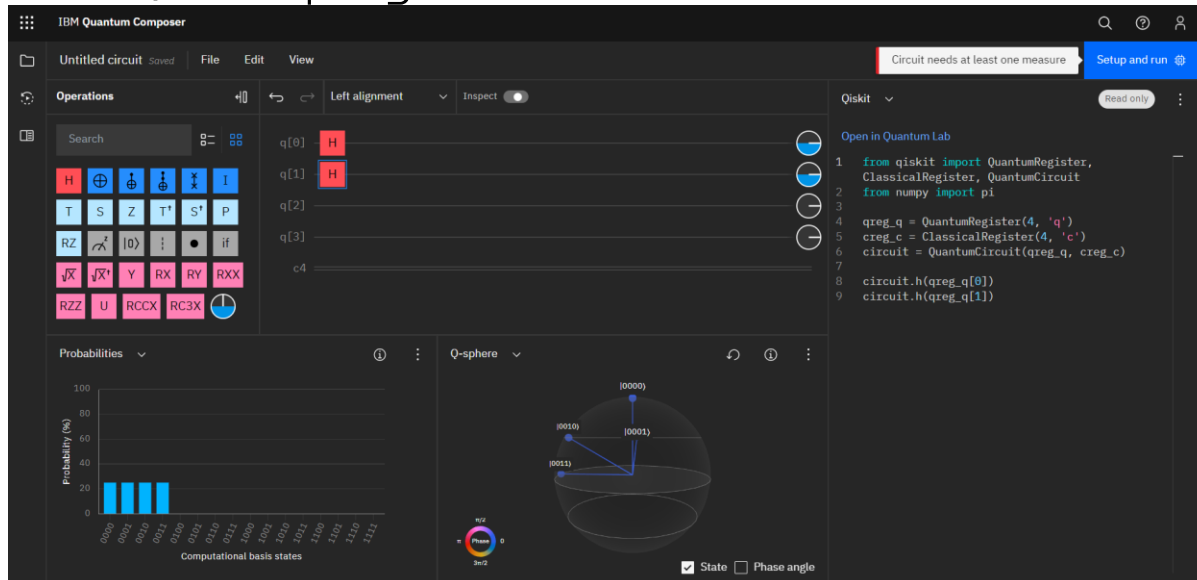 IBM Quantum Composer
Untitled circuit Saved File Edit View
Circuit needs at least one measure
Setup and run
Operations
Left alignment
Inspect
Qiskit
Read only
Search
Open in Quantum Lab
H I
T S Z T† S† P
RZ |0⟩ if
√X √X† Y RX RY RXX
RZZ U RCCX RC3X
q[0] H
q[1] H
q[2]
q[3]
c4
1 from qiskit import QuantumRegister,
ClassicalRegister, QuantumCircuit
2 from numpy import pi
3
4 qreg_q = QuantumRegister(4, 'q')
5 creg_c = ClassicalRegister(4, 'c')
6 circuit = QuantumCircuit(qreg_q, creg_c)
7
8 circuit.h(qreg_q[0])
9 circuit.h(qreg_q[1])
Probabilities
Probability (%)
100
80
60
40
20
0
0000 0001 0010 0011 0100 0101 0110 0111 1000 1001 1010 1011 1100 1101 1110 1111
Computational basis states
Q-sphere
|0000⟩
|0010⟩
|0001⟩
|0011⟩
π/2
π Phase 0
3π/2
State Phase angle